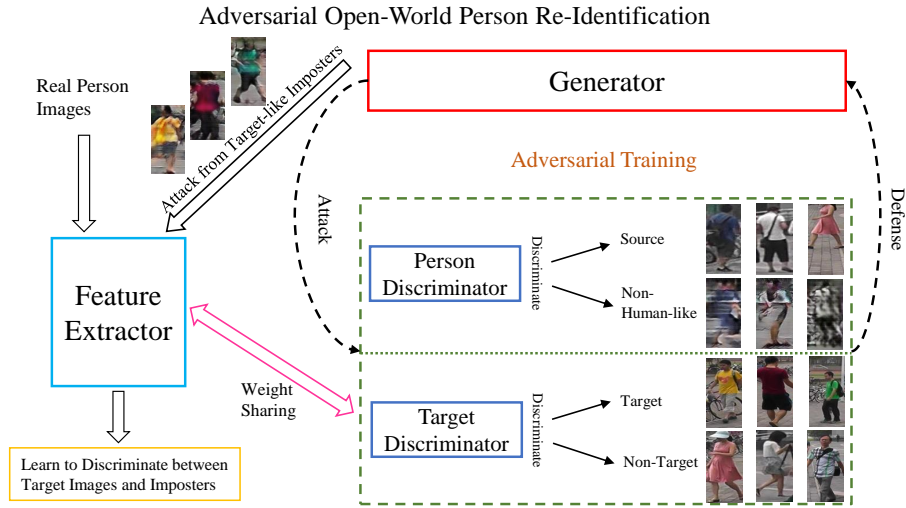 Adversarial Open-World Person Re-Identification
Real Person
Images
Attack from Target-like Imposters
Generator
Adversarial Training
Attack
Defense
Person
Discriminator
Discriminate
Source
Non-
Human-like
Feature
Extractor
Weight
Sharing
Target
Discriminator
Discriminate
Target
Non-Target
Learn to Discriminate between
Target Images and Imposters